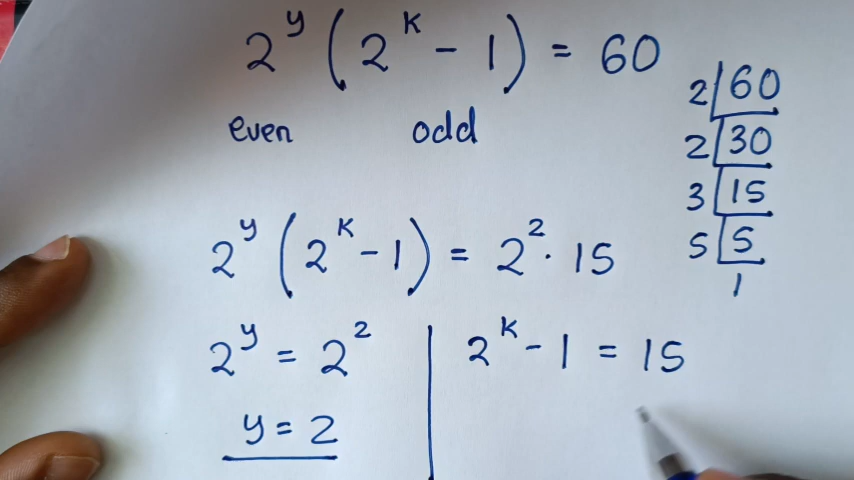 2^y (2^k - 1) = 60
even odd
2 | 60
2 | 30
3 | 15
5 | 5
1
2^y (2^k - 1) = 2^2 · 15
2^y = 2^2
y = 2
2^k - 1 = 15